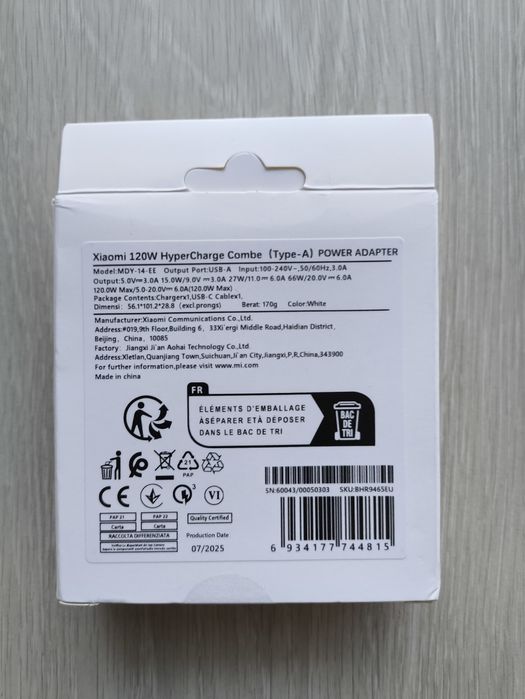 Xiaomi 120W HyperCharge Combe (Type-A) POWER ADAPTER
Model:MDY-14-EE Output Port:USB-A Input:100-240V~,50/60Hz,3.0A
Output:5.0V⎓3.0A 15.0W/9.0V⎓3.0A 27W/11.0⎓6.0A 66W/20.0V⎓6.0A
120.0W Max/5.0-20.0V⎓6.0A(120.0W Max)
Package Contents:Chargerx1,USB-C Cablex1,
Dimensi: 56.1*101.2*28.8 (excl.prongs) Berat: 170g Color:White
Manufacturer:Xiaomi Communications Co.,Ltd.
Address:#019,9th Floor,Building 6, 33Xi'ergi Middle Road,Haidian District,
Beijing, China, 10085
Factory: Jiangxi Ji'an Aohai Technology Co.,Ltd.
Address:Xletlan,Quanjiang Town,Suichuan,Ji'an City,Jiangxi,P,R,China,343900
For further information,please visit www.mi.com.
Made in china
FR
ÉLÉMENTS D'EMBALLAGE
ÀSÉPARER ETÀ DÉPOSER
DANS LE BAC DE TRI
BAC
DE
TRI
21
PAP
CE
3
VI
SN:60043/00050303 SKU:BHR9465EU
PAP 21 PAP 22
Carta Carta
RACCOLTA DIFFERENZIATA
Quality Certified
Production Date
07/2025
6 934177 744815